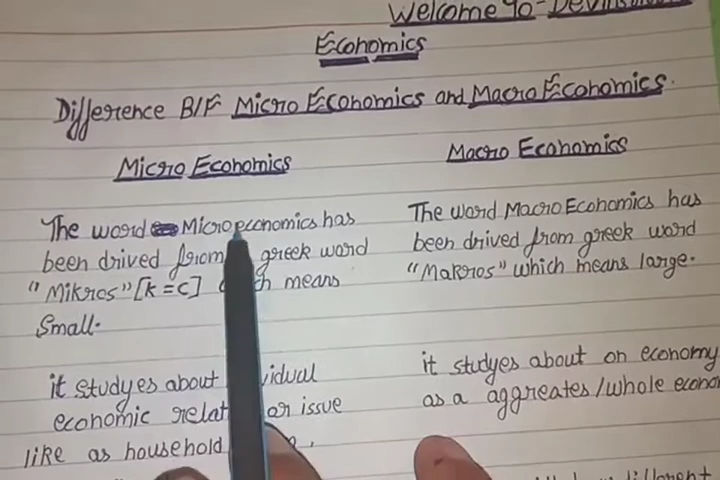 Welcome To-
Economics
Difference B/F Micro Economics and Macro Economics.
Micro Economics
The word Microeconomics has
been drived from greek word
"Mikros" [k=c] means
Small.
it studyes about
economic or issue
like as household
Macro Economics
The word Macro Economics has
been drived from greek word
"Makros" which means large.
it studyes about on economy
as a aggreates/whole